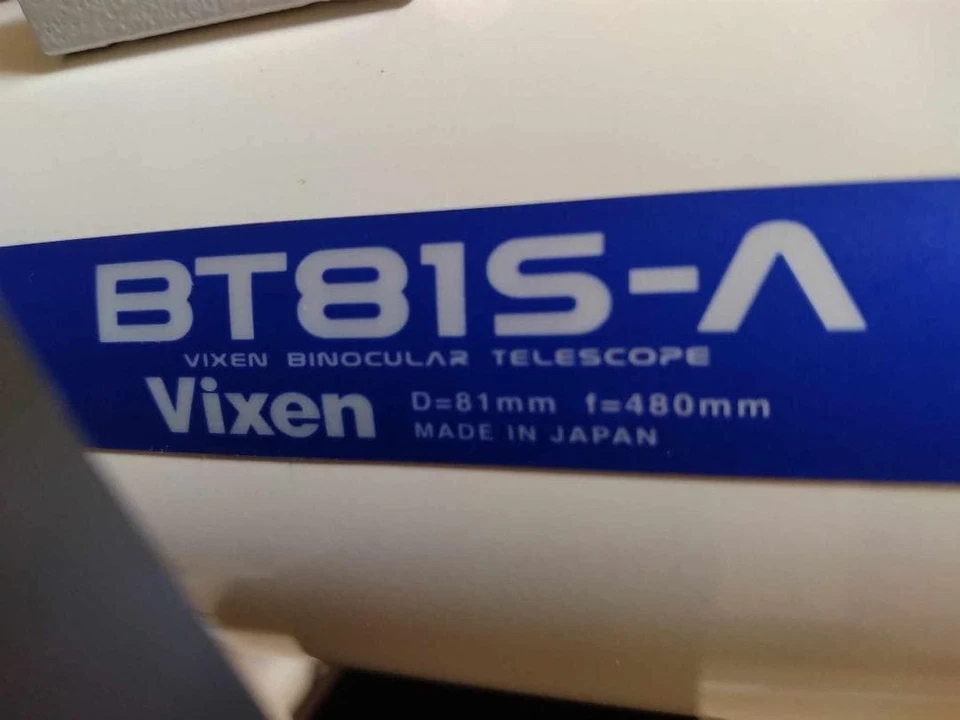 BT81S-A
VIXEN BINOCULAR TELESCOPE
Vixen D=81mm f=480mm
MADE IN JAPAN